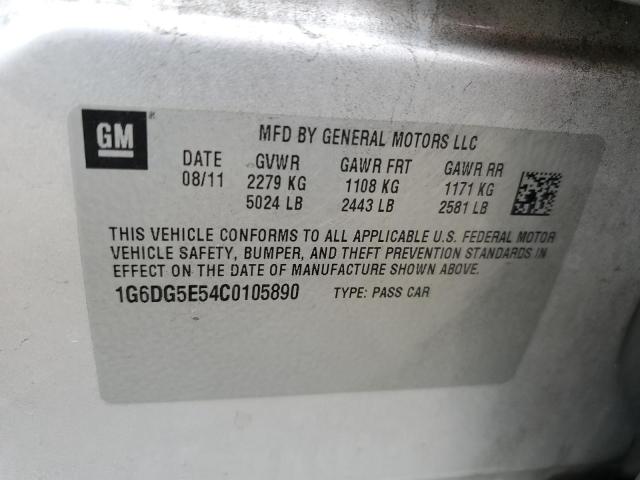 GM
MFD BY GENERAL MOTORS LLC
DATE GVWR GAWR FRT GAWR RR
08/11 2279 KG 1108 KG 1171 KG
5024 LB 2443 LB 2581 LB
THIS VEHICLE CONFORMS TO ALL APPLICABLE U.S. FEDERAL MOTOR
VEHICLE SAFETY, BUMPER, AND THEFT PREVENTION STANDARDS IN
EFFECT ON THE DATE OF MANUFACTURE SHOWN ABOVE.
1G6DG5E54C0105890 TYPE: PASS CAR